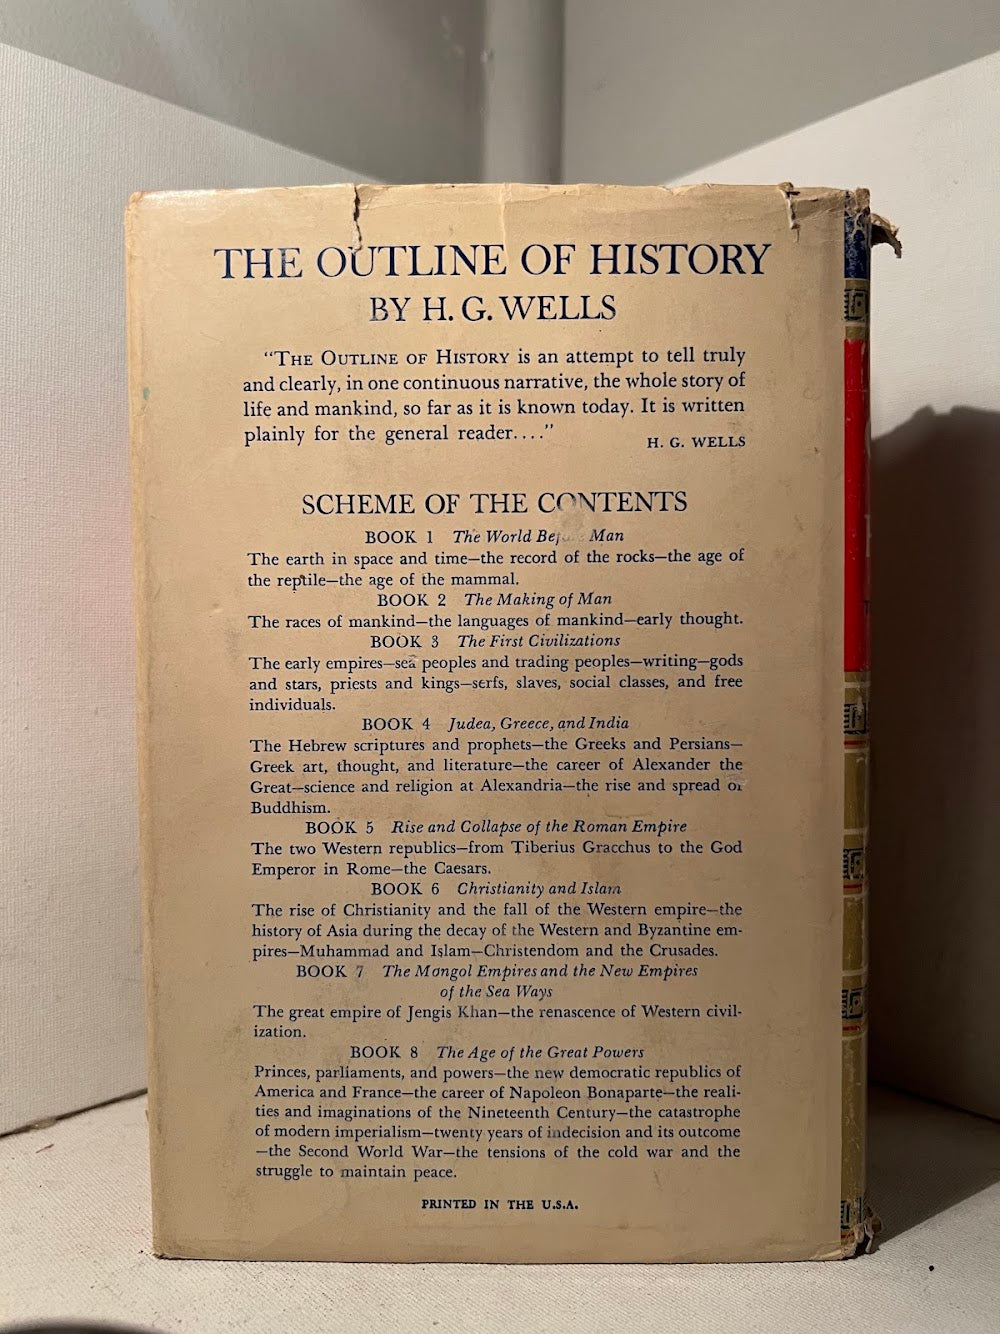 THE OUTLINE OF HISTORY
BY H. G. WELLS
"THE OUTLINE OF HISTORY is an attempt to tell truly
and clearly, in one continuous narrative, the whole story of
life and mankind, so far as it is known today. It is written
plainly for the general reader...."
H. G. WELLS
SCHEME OF THE CONTENTS
BOOK 1 The World Before Man
The earth in space and time—the record of the rocks—the age of
the reptile—the age of the mammal.
BOOK 2 The Making of Man
The races of mankind—the languages of mankind—early thought.
BOOK 3 The First Civilizations
The early empires—sea peoples and trading peoples—writing—gods
and stars, priests and kings—serfs, slaves, social classes, and free
individuals.
BOOK 4 Judea, Greece, and India
The Hebrew scriptures and prophets—the Greeks and Persians—
Greek art, thought, and literature—the career of Alexander the
Great—science and religion at Alexandria—the rise and spread of
Buddhism.
BOOK 5 Rise and Collapse of the Roman Empire
The two Western republics—from Tiberius Gracchus to the God
Emperor in Rome—the Caesars.
BOOK 6 Christianity and Islam
The rise of Christianity and the fall of the Western empire—the
history of Asia during the decay of the Western and Byzantine em-
pires—Muhammad and Islam—Christendom and the Crusades.
BOOK 7 The Mongol Empires and the New Empires
of the Sea Ways
The great empire of Jengis Khan—the renascence of Western civil-
ization.
BOOK 8 The Age of the Great Powers
Princes, parliaments, and powers—the new democratic republics of
America and France—the career of Napoleon Bonaparte—the reali-
ties and imaginations of the Nineteenth Century—the catastrophe
of modern imperialism—twenty years of indecision and its outcome
—the Second World War—the tensions of the cold war and the
struggle to maintain peace.
PRINTED IN THE U.S.A.